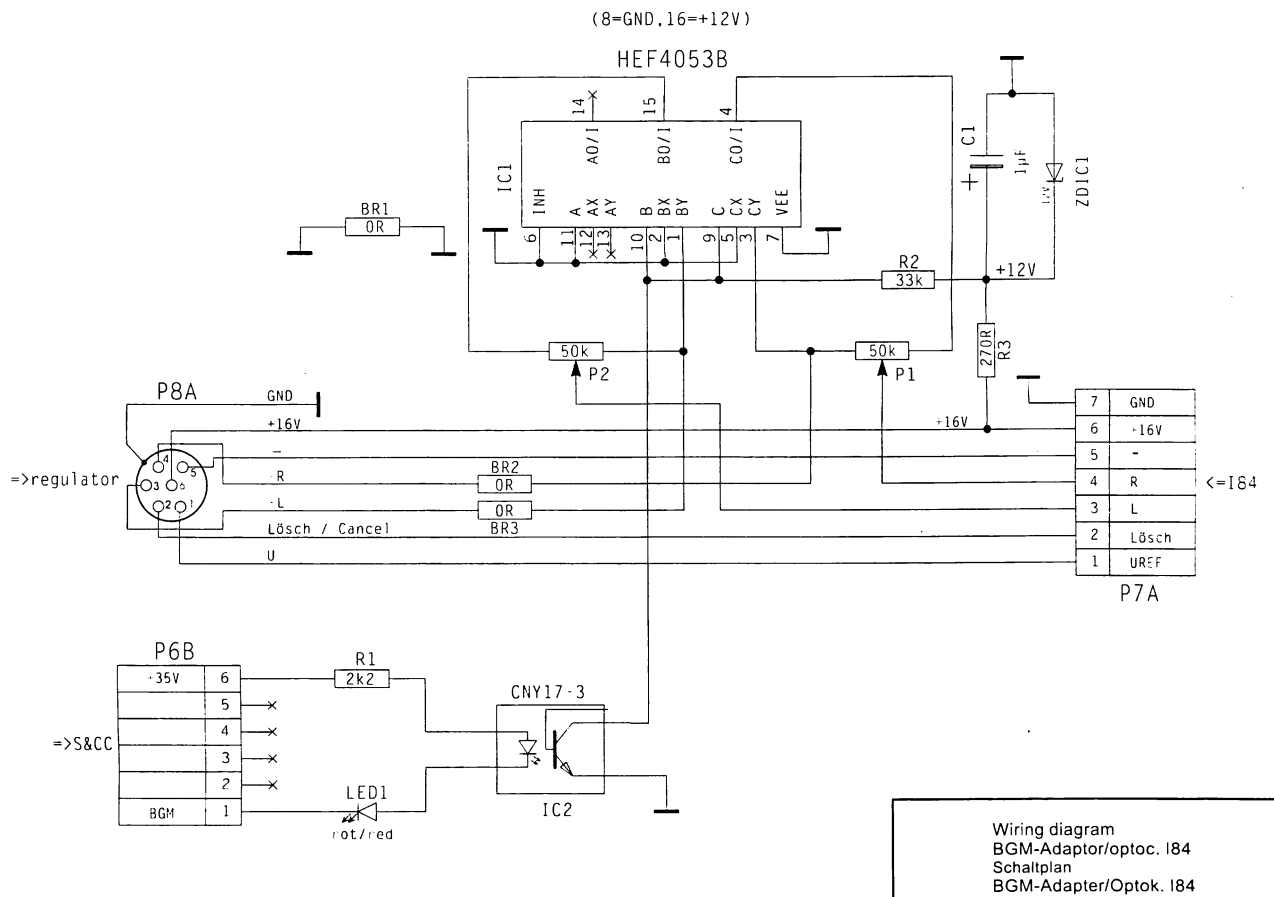 (8=GND,16=+12V)
HEF4053B
14
15
4
AO/I
BO/I
CO/I
IC1
INH
A
AX
AY
B
BX
BY
C
CX
CY
VEE
6
11
12
13
10
2
1
9
5
3
7
C1
1µF
+
12V
ZDIC1
BR1
0R
R2
33k
+12V
270R
R3
50k
P2
50k
P1
P8A
GND
+16V
+16V
-
=>regulator
4
5
3
6
2
1
R
BR2
0R
L
0R
BR3
Lösch / Cancel
U
7 GND
6 +16V
5 -
4 R
3 L
2 Lösch
1 UREF
<=I84
P7A
P6B
+35V 6
5
4
3
2
BGM 1
=>S&CC
R1
2k2
CNY17-3
IC2
LED1
rot/red
Wiring diagram
BGM-Adaptor/optoc. I84
Schaltplan
BGM-Adapter/Optok. I84